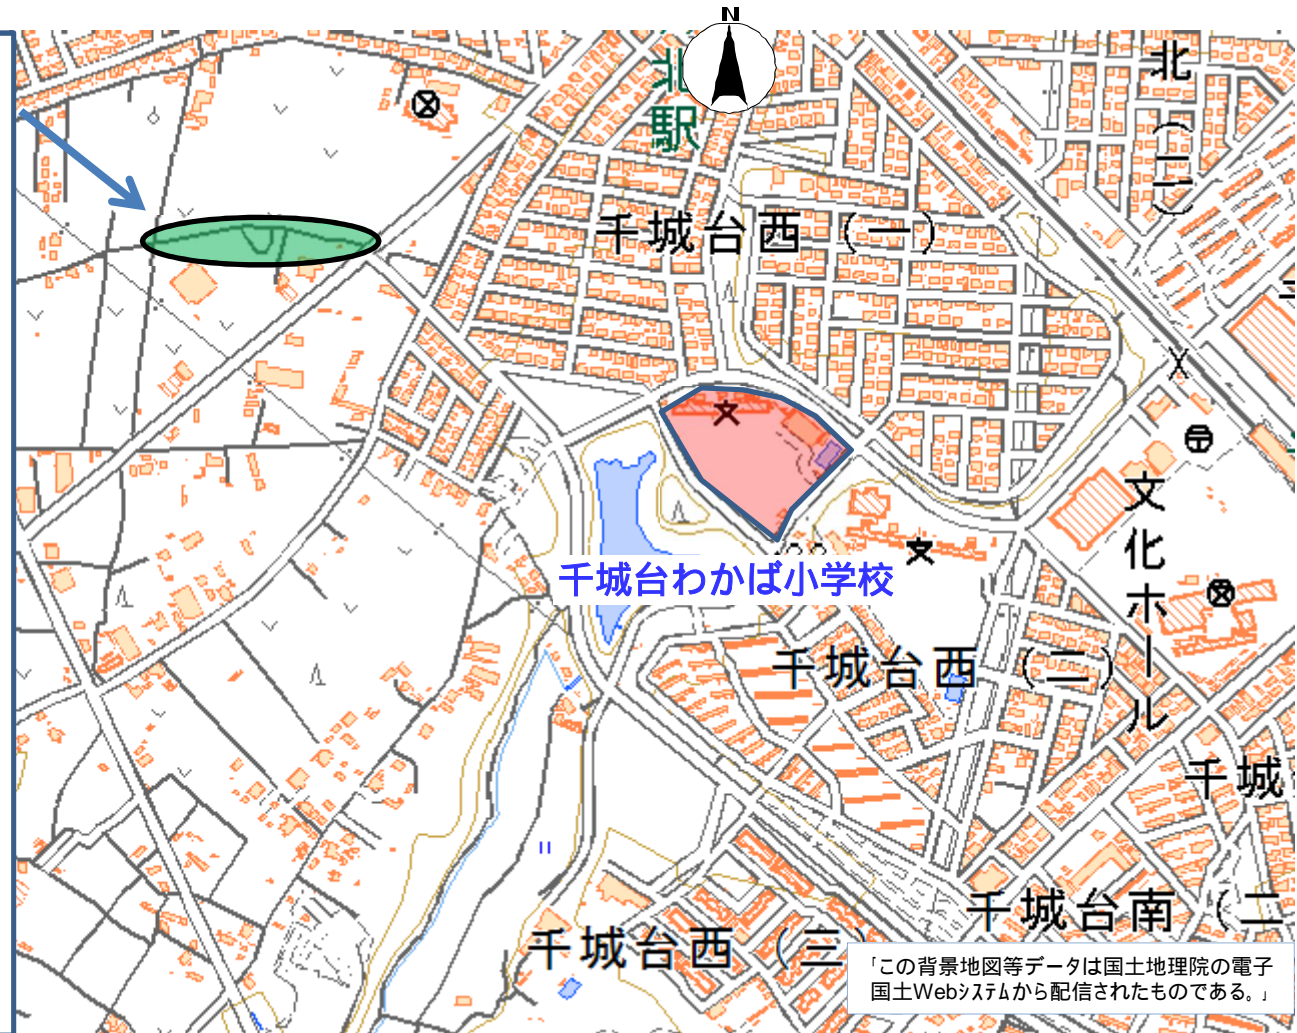 N
北
駅
北（二）
千城台西（一）
文化ホール
千城台わかば小学校
千城台西（二）
千城
千城台南（二
千城台西（三）
「この背景地図等データは国土地理院の電子
国土Webシステムから配信されたものである。」